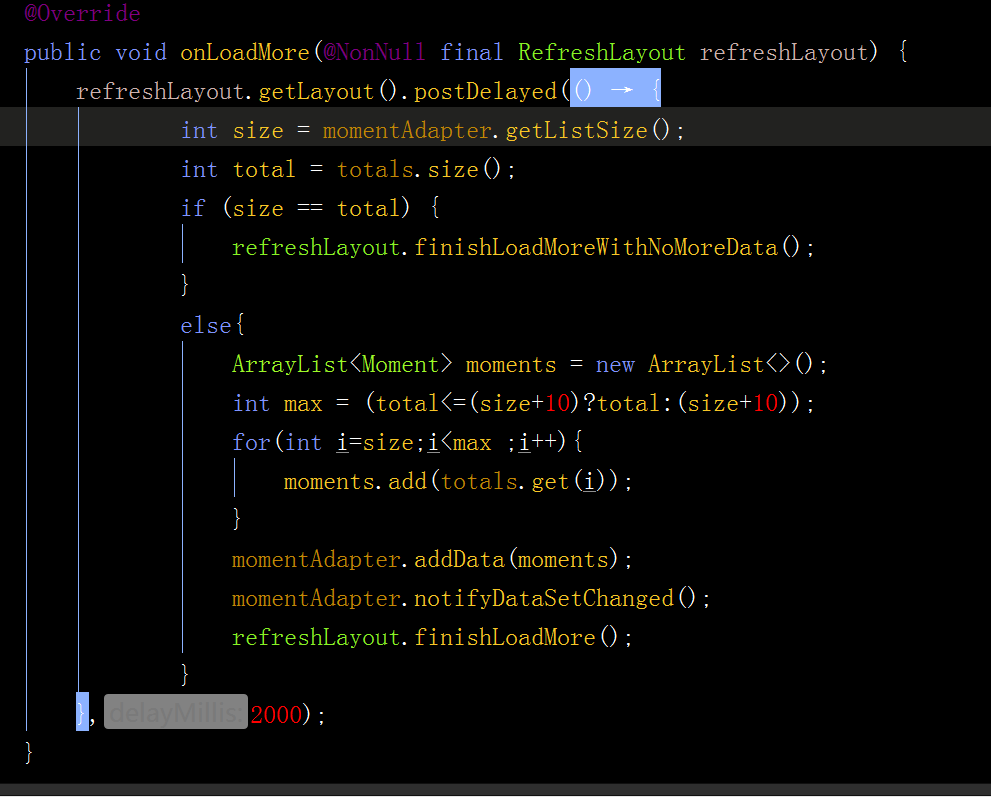 @Override
public void onLoadMore(@NonNull final RefreshLayout refreshLayout) {
refreshLayout.getLayout().postDelayed(() → {
int size = momentAdapter.getListSize();
int total = totals.size();
if (size == total) {
refreshLayout.finishLoadMoreWithNoMoreData();
}
else{
ArrayList<Moment> moments = new ArrayList<>();
int max = (total<=(size+10)?total:(size+10));
for(int i=size;i<max ;i++){
moments.add(totals.get(i));
}
momentAdapter.addData(moments);
momentAdapter.notifyDataSetChanged();
refreshLayout.finishLoadMore();
}
}, delayMillis: 2000);
}